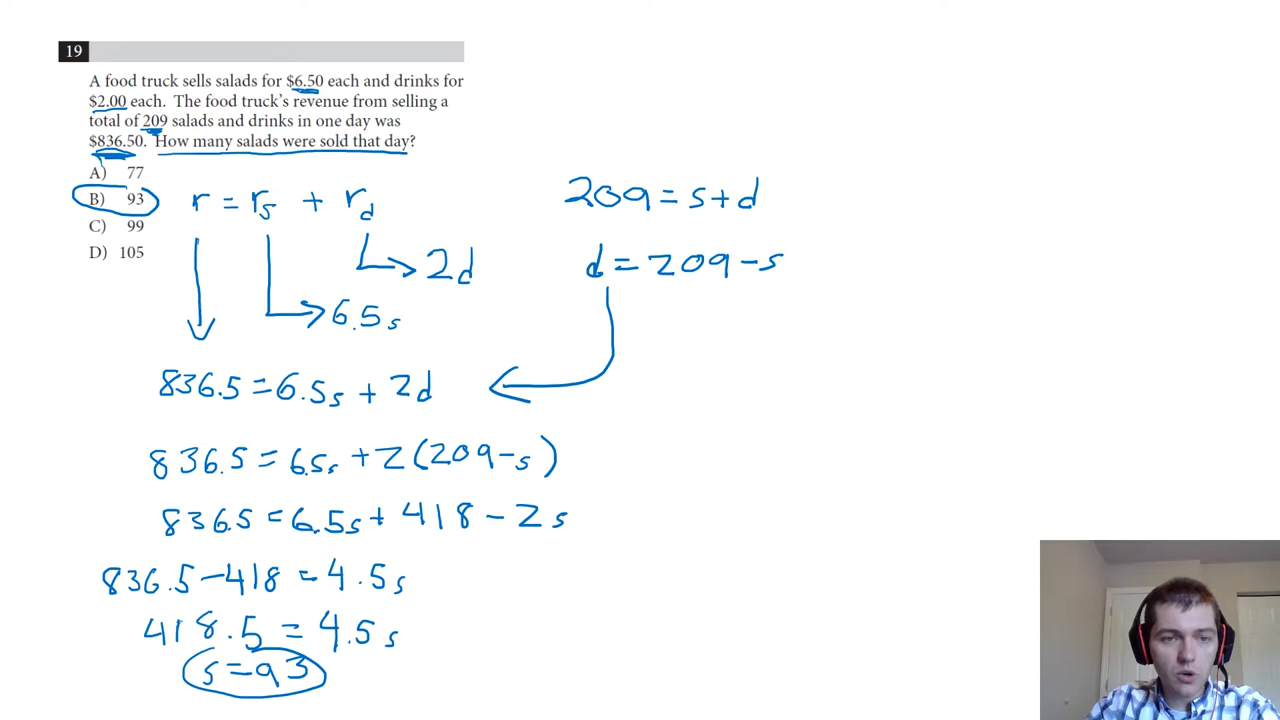 19
A food truck sells salads for $6.50 each and drinks for
$2.00 each. The food truck's revenue from selling a
total of 209 salads and drinks in one day was
$836.50. How many salads were sold that day?
A) 77
B) 93
C) 99
D) 105
r = rs + rd
2d
6.5s
209 = s + d
d = 209 - s
836.5 = 6.5s + 2d
836.5 = 6.5s + 2(209 - s)
836.5 = 6.5s + 418 - 2s
836.5 - 418 = 4.5s
418.5 = 4.5s
s = 93